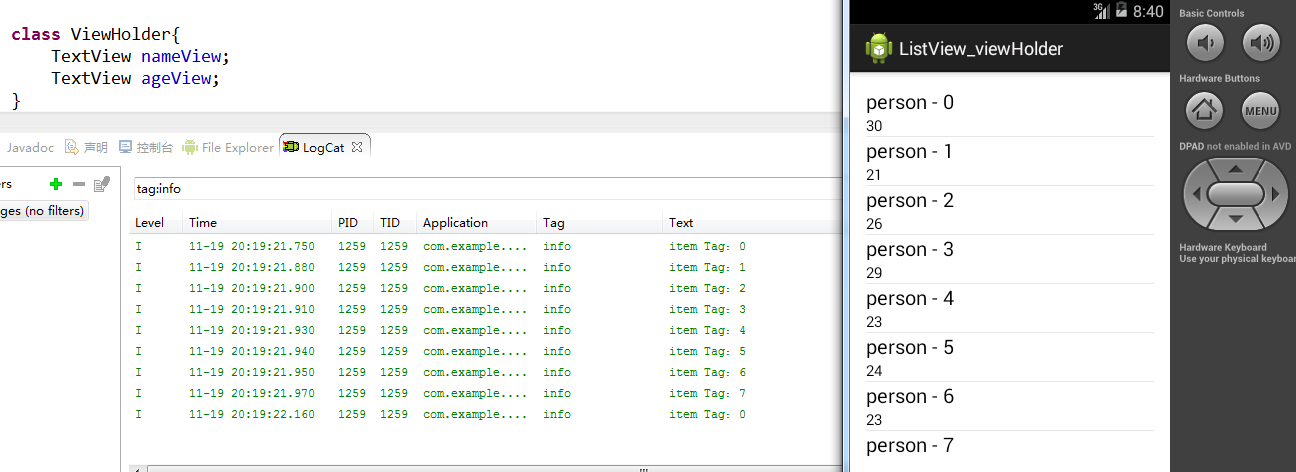 class ViewHolder{
    TextView nameView;
    TextView ageView;
}
Javadoc 声明 控制台 File Explorer LogCat
ers
ges (no filters)
tag:info
Level Time PID TID Application Tag Text
I 11-19 20:19:21.750 1259 1259 com.example.... info item Tag: 0
I 11-19 20:19:21.880 1259 1259 com.example.... info item Tag: 1
I 11-19 20:19:21.900 1259 1259 com.example.... info item Tag: 2
I 11-19 20:19:21.910 1259 1259 com.example.... info item Tag: 3
I 11-19 20:19:21.930 1259 1259 com.example.... info item Tag: 4
I 11-19 20:19:21.940 1259 1259 com.example.... info item Tag: 5
I 11-19 20:19:21.950 1259 1259 com.example.... info item Tag: 6
I 11-19 20:19:21.970 1259 1259 com.example.... info item Tag: 7
I 11-19 20:19:22.160 1259 1259 com.example.... info item Tag: 0
3G 8:40
ListView_viewHolder
person - 0
30
person - 1
21
person - 2
26
person - 3
29
person - 4
23
person - 5
24
person - 6
23
person - 7
Basic Controls
Hardware Buttons
MENU
DPAD not enabled in AVD
Hardware Keyboard
Use your physical keyboar